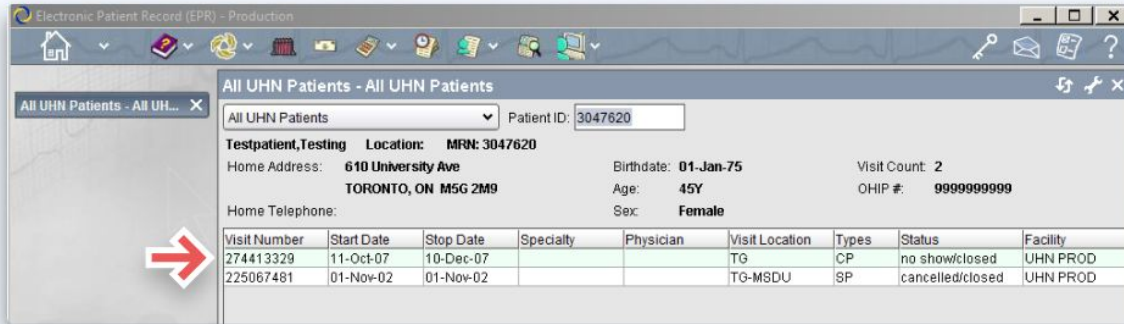 Electronic Patient Record (EPR) - Production
All UHN Patients - All UH...
All UHN Patients - All UHN Patients
All UHN Patients Patient ID: 3047620
Testpatient,Testing Location: MRN: 3047620
Home Address: 610 University Ave Birthdate: 01-Jan-75 Visit Count: 2
TORONTO, ON M5G 2M9 Age: 45Y OHIP #: 9999999999
Home Telephone: Sex: Female
Visit Number Start Date Stop Date Specialty Physician Visit Location Types Status Facility
274413329 11-Oct-07 10-Dec-07 TG CP no show/closed UHN PROD
225067481 01-Nov-02 01-Nov-02 TG-MSDU SP cancelled/closed UHN PROD